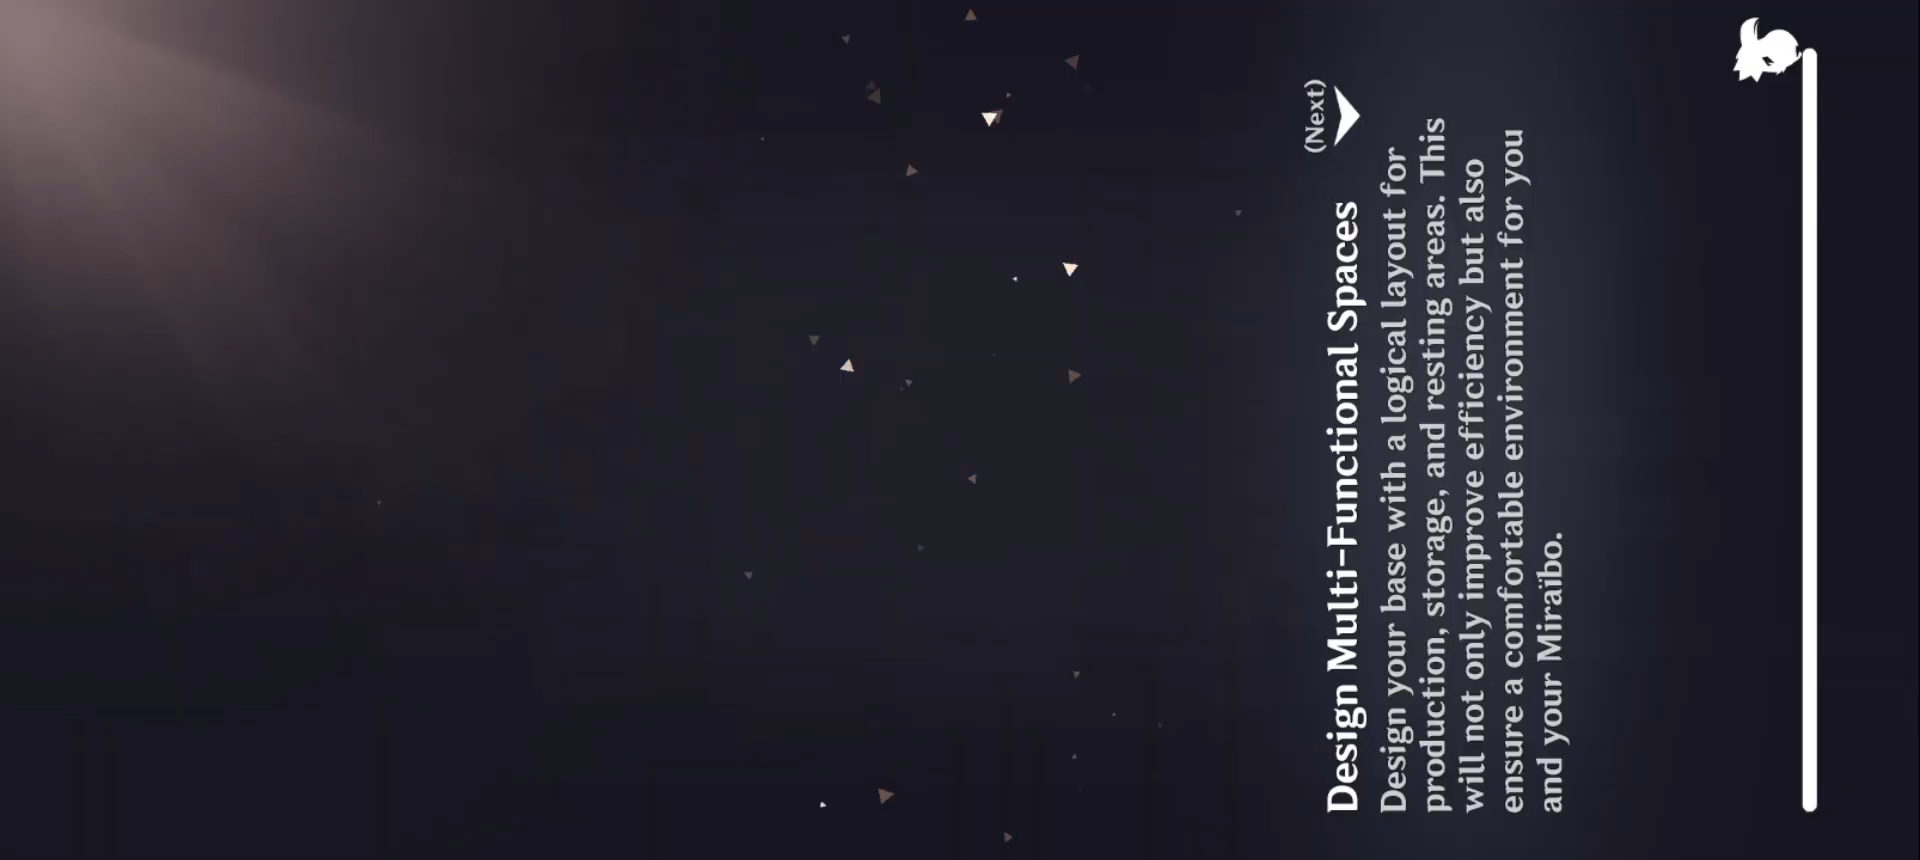 Design Multi-Functional Spaces
(Next)
Design your base with a logical layout for
production, storage, and resting areas. This
will not only improve efficiency but also
ensure a comfortable environment for you
and your Miraibo.